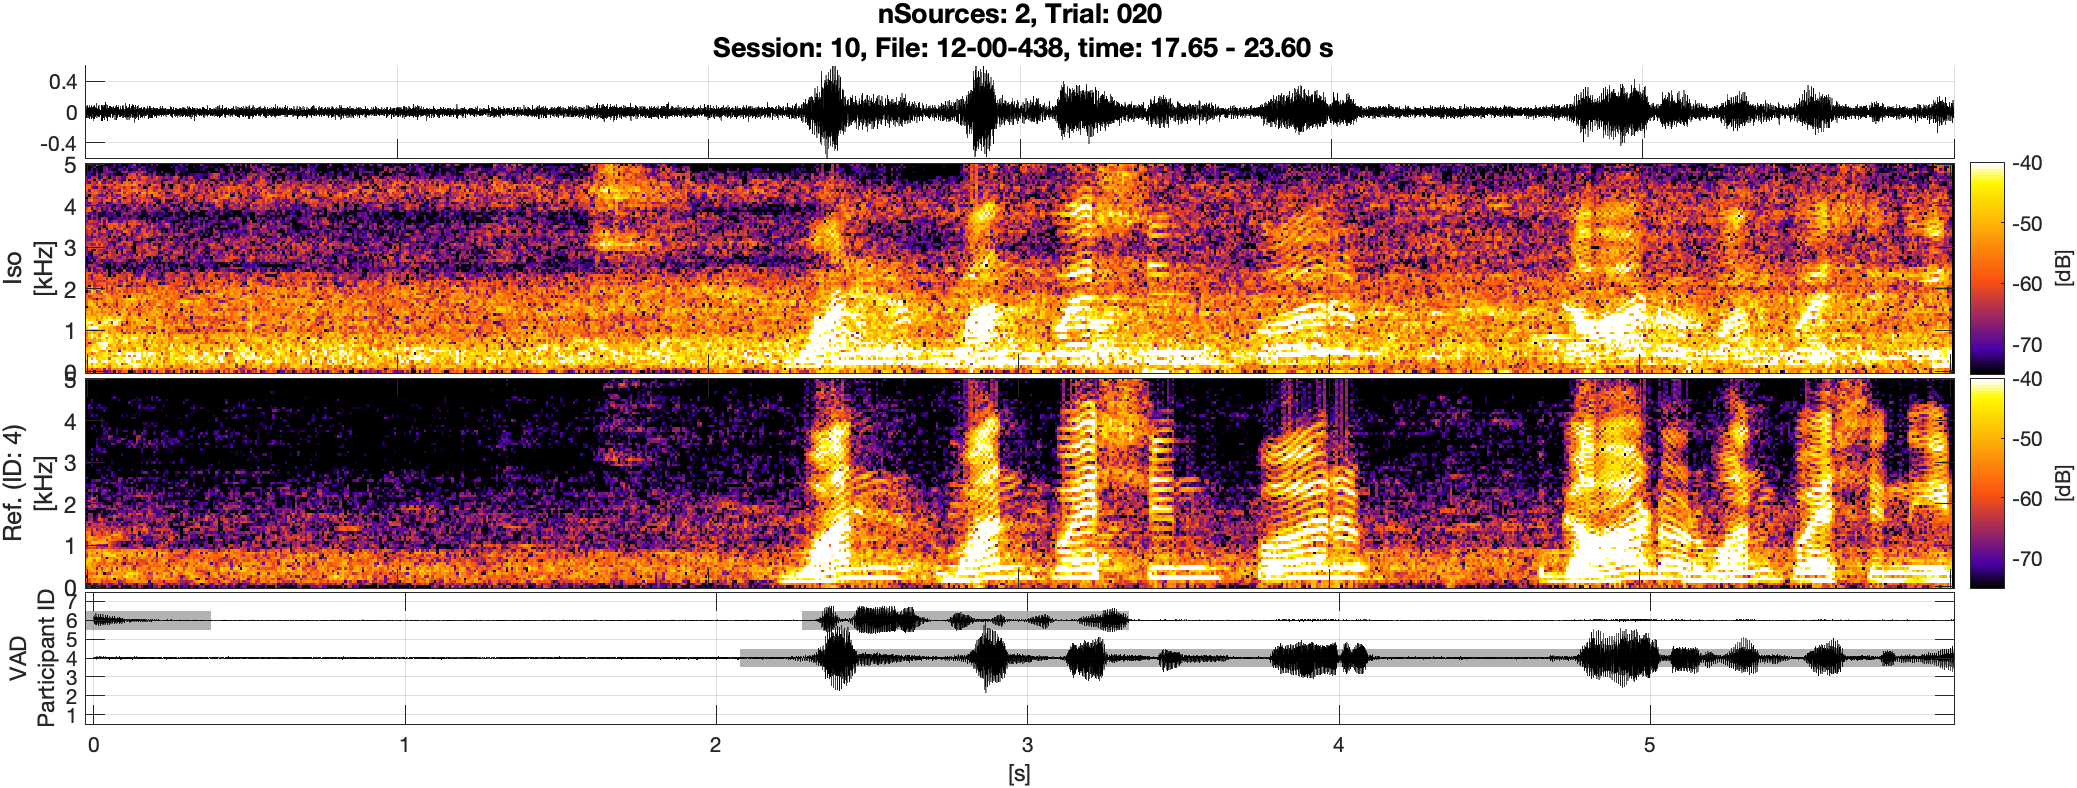 nSources: 2, Trial: 020
Session: 10, File: 12-00-438, time: 17.65 - 23.60 s
0.4
0
-0.4
5
4
3
2
1
0
Iso
[kHz]
-40
-50
-60
-70
[dB]
5
4
3
2
1
0
Ref. (ID: 4)
[kHz]
-40
-50
-60
-70
[dB]
7
6
5
4
3
2
1
VAD
Participant ID
0 1 2 3 4 5
[s]